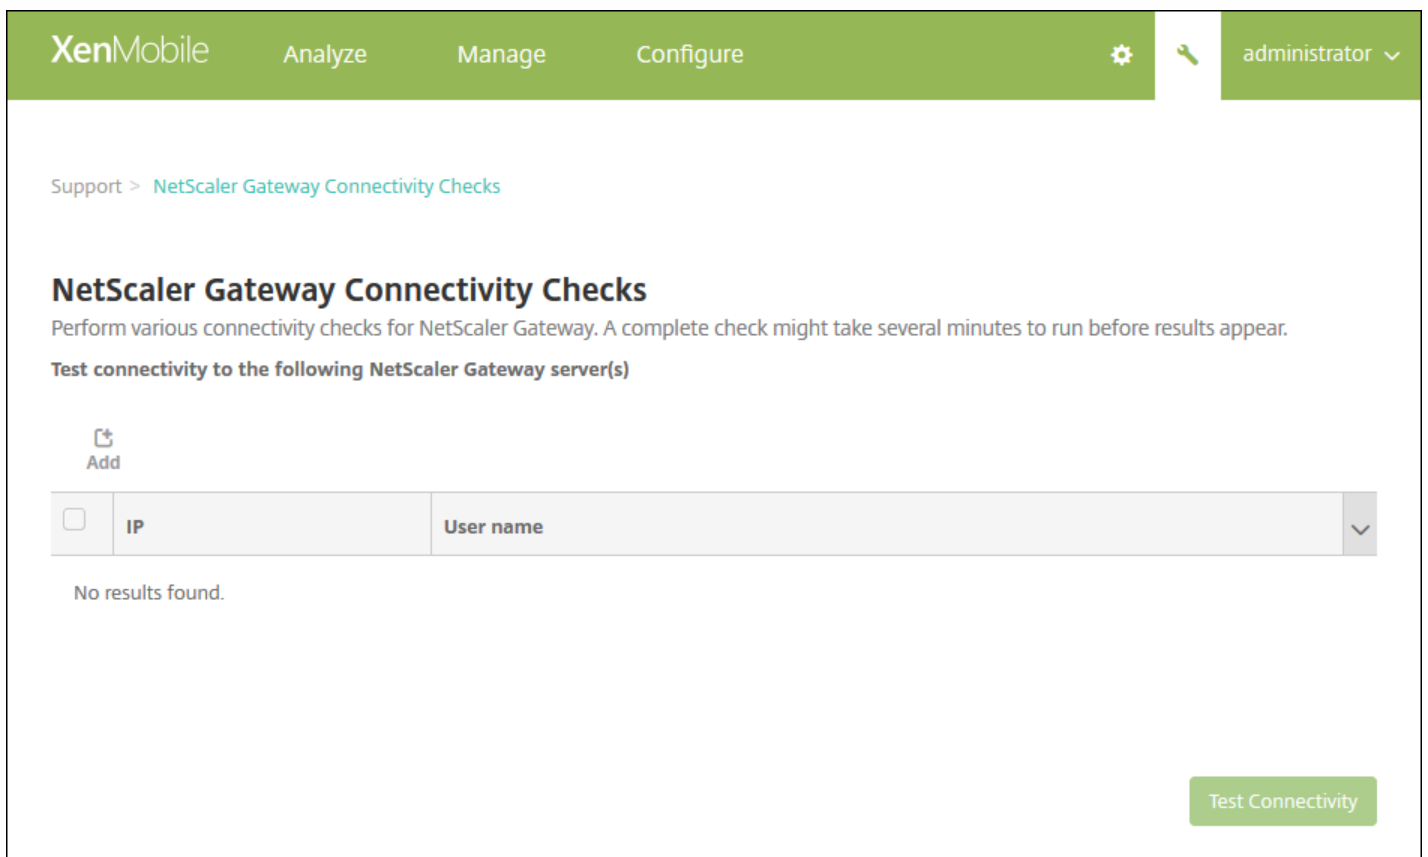 XenMobile Analyze Manage Configure administrator
Support > NetScaler Gateway Connectivity Checks
NetScaler Gateway Connectivity Checks
Perform various connectivity checks for NetScaler Gateway. A complete check might take several minutes to run before results appear.
Test connectivity to the following NetScaler Gateway server(s)
Add
IP User name
No results found.
Test Connectivity